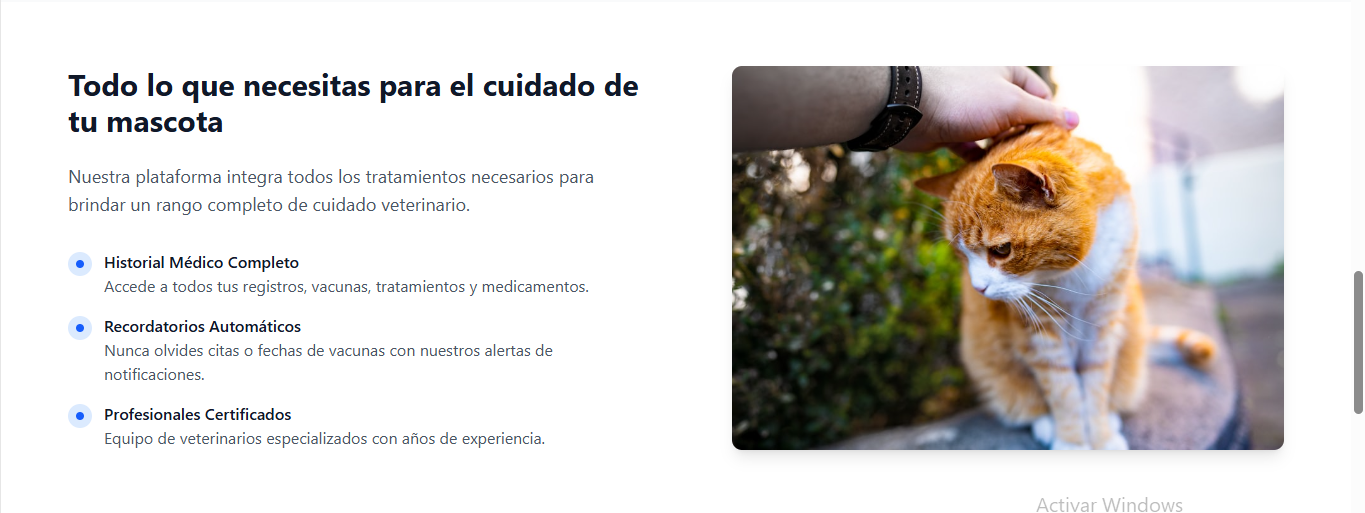 Todo lo que necesitas para el cuidado de
tu mascota
Nuestra plataforma integra todos los tratamientos necesarios para
brindar un rango completo de cuidado veterinario.
Historial Médico Completo
Accede a todos tus registros, vacunas, tratamientos y medicamentos.
Recordatorios Automáticos
Nunca olvides citas o fechas de vacunas con nuestros alertas de
notificaciones.
Profesionales Certificados
Equipo de veterinarios especializados con años de experiencia.
Activar Windows